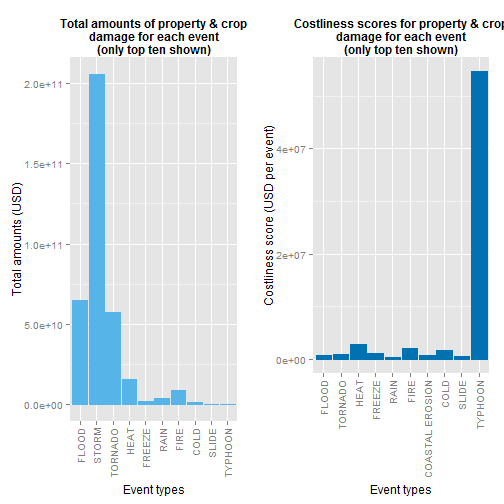 Total amounts of property & crop
damage for each event
(only top ten shown)
Total amounts (USD)
2.0e+11
1.5e+11
1.0e+11
5.0e+10
0.0e+00
FLOOD
STORM
TORNADO
HEAT
FREEZE
RAIN
FIRE
COLD
SLIDE
TYPHOON
Event types
Costliness scores for property & crop
damage for each event
(only top ten shown)
Costliness score (USD per event)
4e+07
2e+07
0e+00
FLOOD
TORNADO
HEAT
FREEZE
RAIN
FIRE
COASTAL EROSION
COLD
SLIDE
TYPHOON
Event types